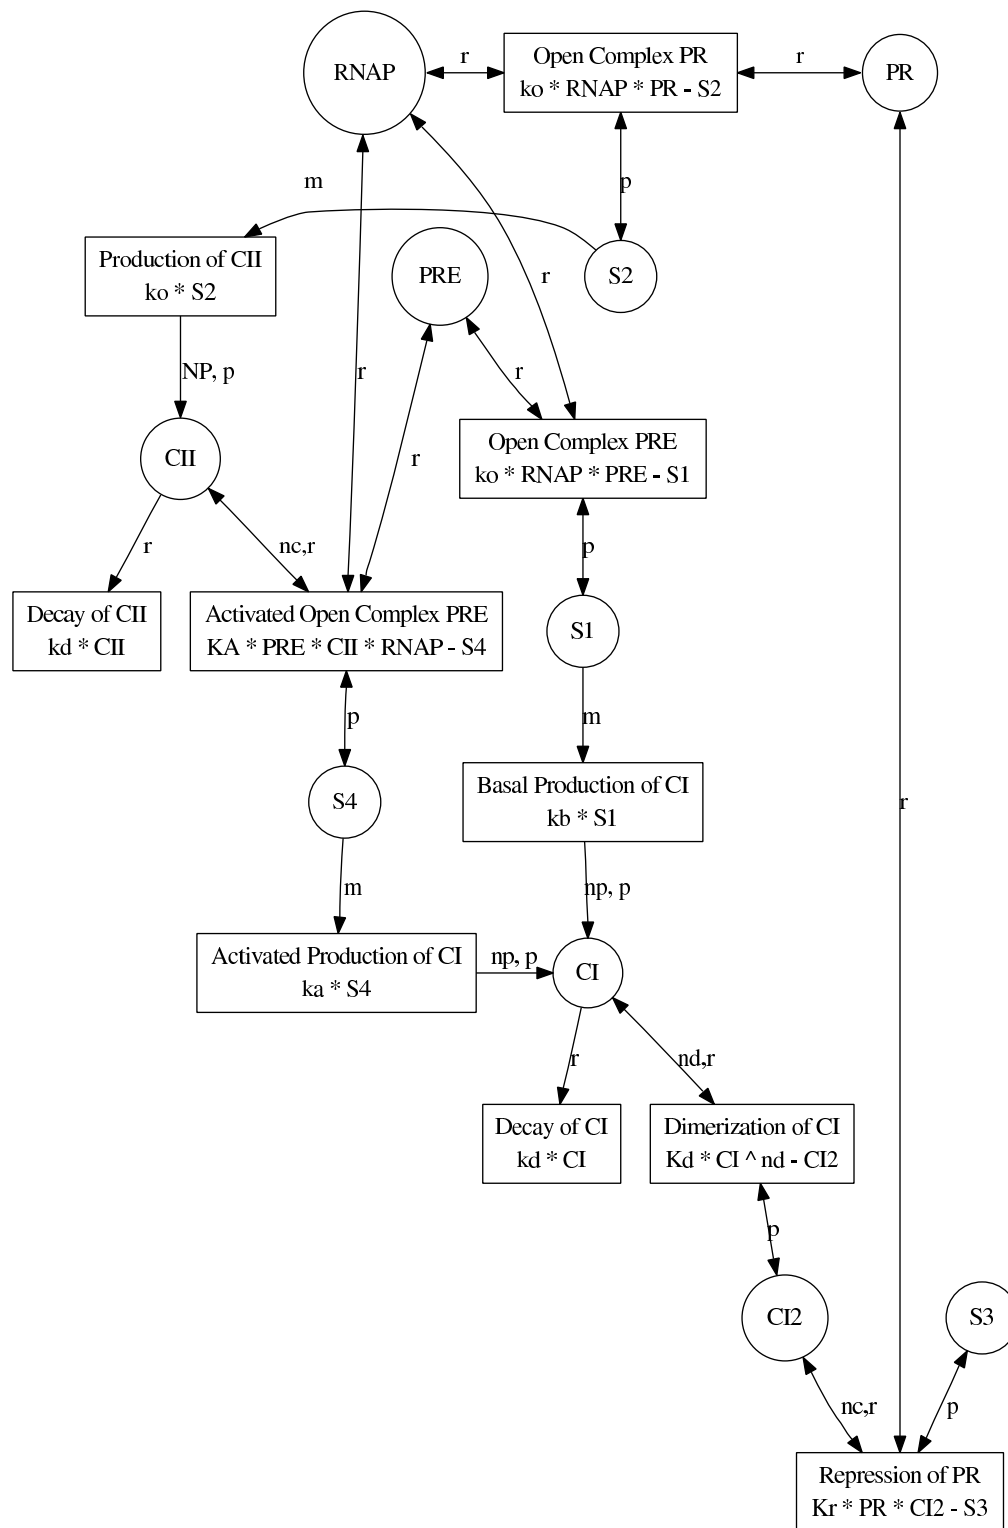 RNAP
r
Open Complex PR
ko * RNAP * PR - S2
r
PR
m
p
Production of CII
ko * S2
PRE
r
S2
NP, p
r
r
CII
r
Open Complex PRE
ko * RNAP * PRE - S1
r
nc,r
p
Decay of CII
kd * CII
Activated Open Complex PRE
KA * PRE * CII * RNAP - S4
S1
p
m
S4
Basal Production of CI
kb * S1
r
m
np, p
Activated Production of CI
ka * S4
np, p
CI
r
nd,r
Decay of CI
kd * CI
Dimerization of CI
Kd * CI ^ nd - CI2
p
CI2
S3
nc,r
p
Repression of PR
Kr * PR * CI2 - S3